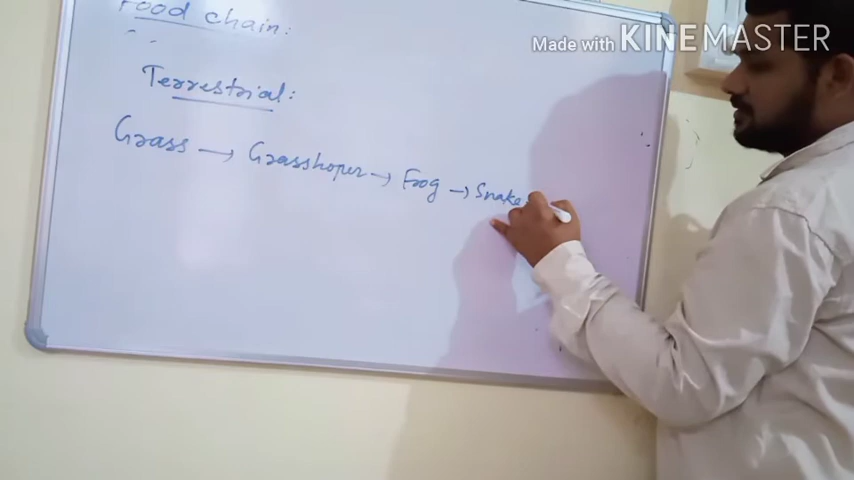 Food chain:
Made with KINEMASTER
Terrestrial:
Grass → Grasshoper → Frog → Snake